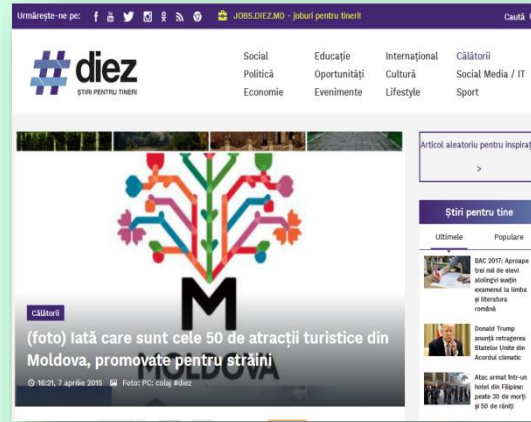 Urmărește-ne pe:
JOBS.DIEZ.MD - joburi pentru tineri!
Caută
# diez
ȘTIRI PENTRU TINERI
Social
Educație
Internațional
Călătorii
Politică
Oportunități
Cultură
Social Media / IT
Economie
Evenimente
Lifestyle
Sport
M
MOLDOVA
Călătorii
(foto) Iată care sunt cele 50 de atracții turistice din
Moldova, promovate pentru străini
16:21, 7 aprilie 2015 Foto: PC: colaj #diez
Articol aleatoriu pentru inspiraț
>
Știri pentru tine
Ultimele
Populare
BAC 2017: Aproape
trei mii de elevi
alolingvi susțin
examenul la limba
și literatura
română
Donald Trump
anunță retragerea
Statelor Unite din
Acordul climatic
Atac armat într-un
hotel din Filipine:
peste 30 de morți
și 50 de răniți